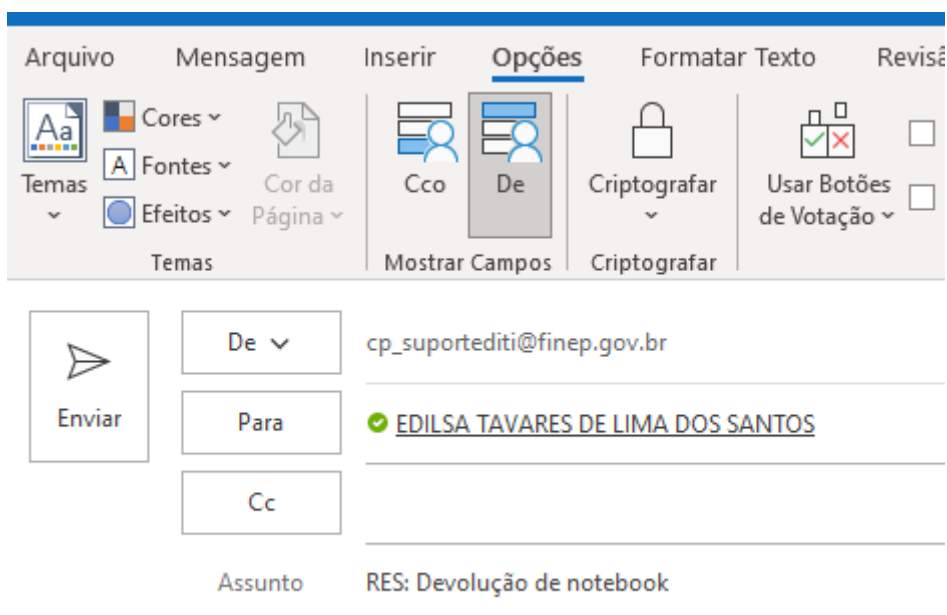 Arquivo Mensagem Inserir Opções Formatar Texto Revisã
Aa Cores
A Fontes
Efeitos
Temas
Cor da
Página
Cco De
Criptografar
Usar Botões
de Votação
Temas Mostrar Campos Criptografar
De cp_suportediti@finep.gov.br
Enviar
Para EDILSA TAVARES DE LIMA DOS SANTOS
Cc
Assunto RES: Devolução de notebook